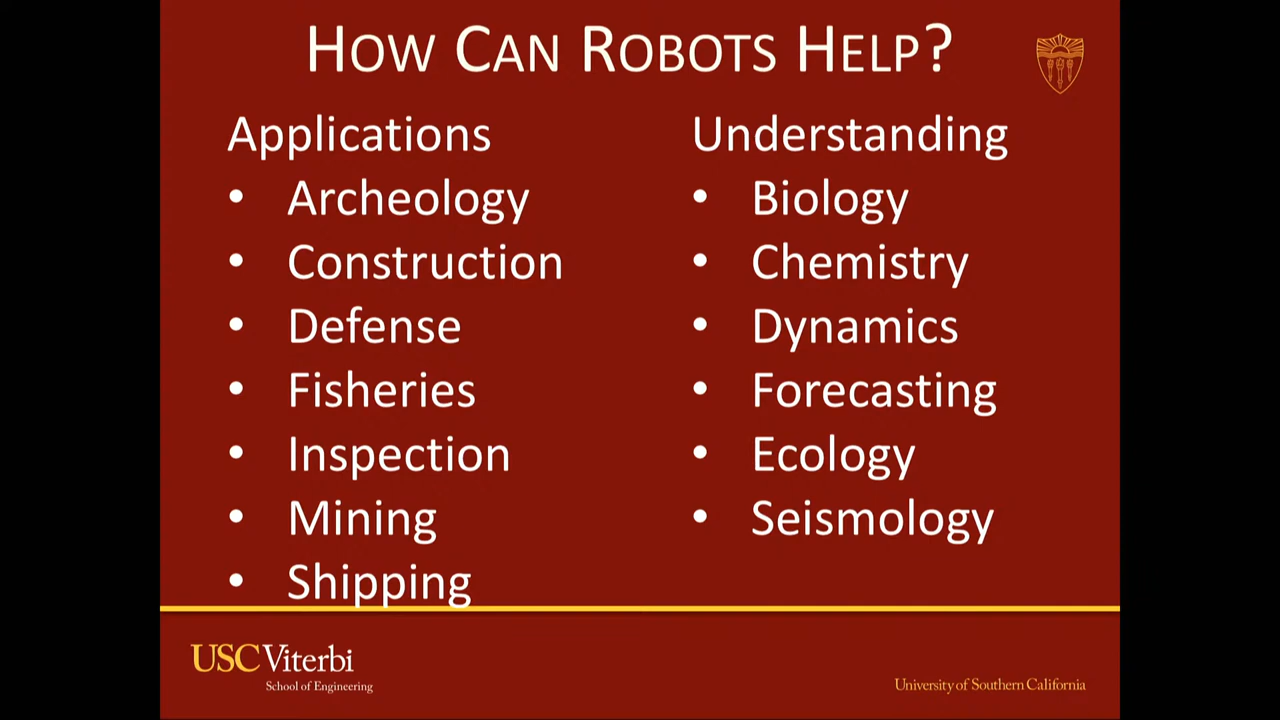 HOW CAN ROBOTS HELP?
Applications
• Archeology
• Construction
• Defense
• Fisheries
• Inspection
• Mining
• Shipping
Understanding
• Biology
• Chemistry
• Dynamics
• Forecasting
• Ecology
• Seismology
USC Viterbi
School of Engineering
University of Southern California